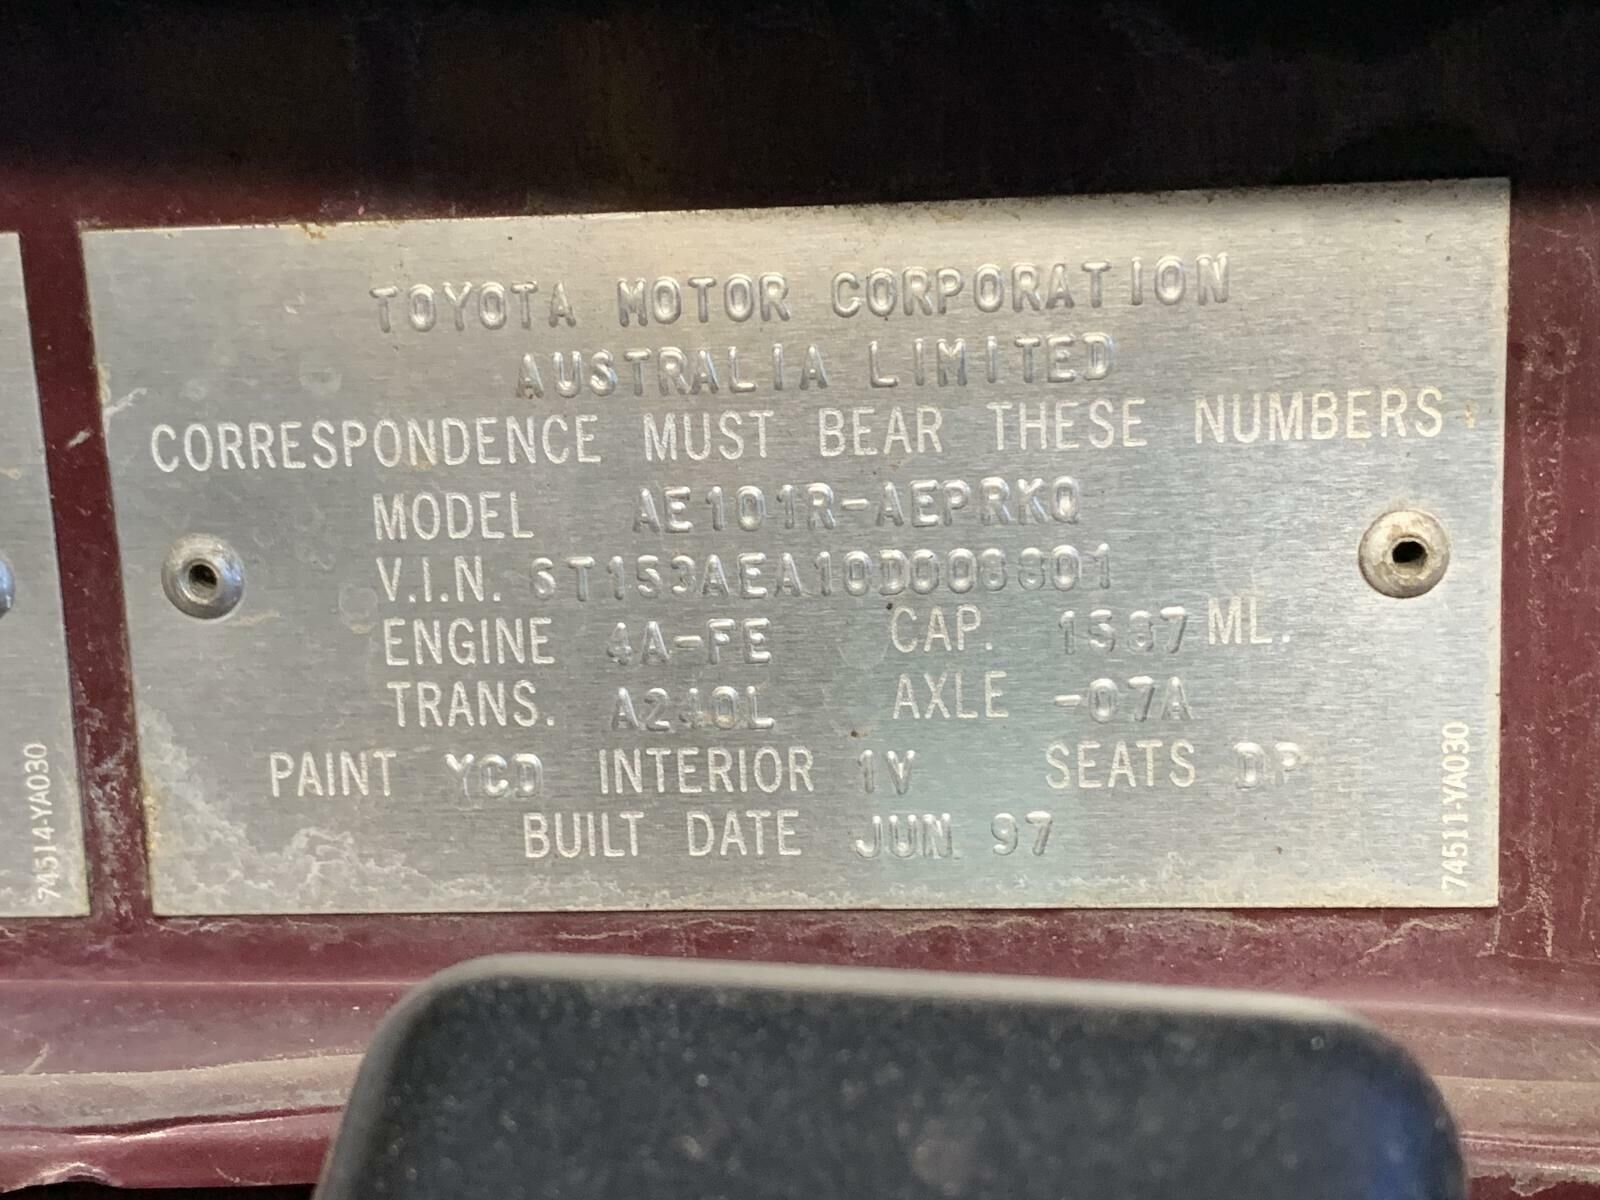 TOYOTA MOTOR CORPORATION
AUSTRALIA LIMITED
CORRESPONDENCE MUST BEAR THESE NUMBERS
MODEL AE101R-AEPRKQ
V.I.N.
ENGINE 4A-FE CAP. 1587 ML.
TRANS. A240L AXLE -07A
PAINT YCD INTERIOR 1V SEATS DP
BUILT DATE JUN 97
74511-YA030
74514-YA030